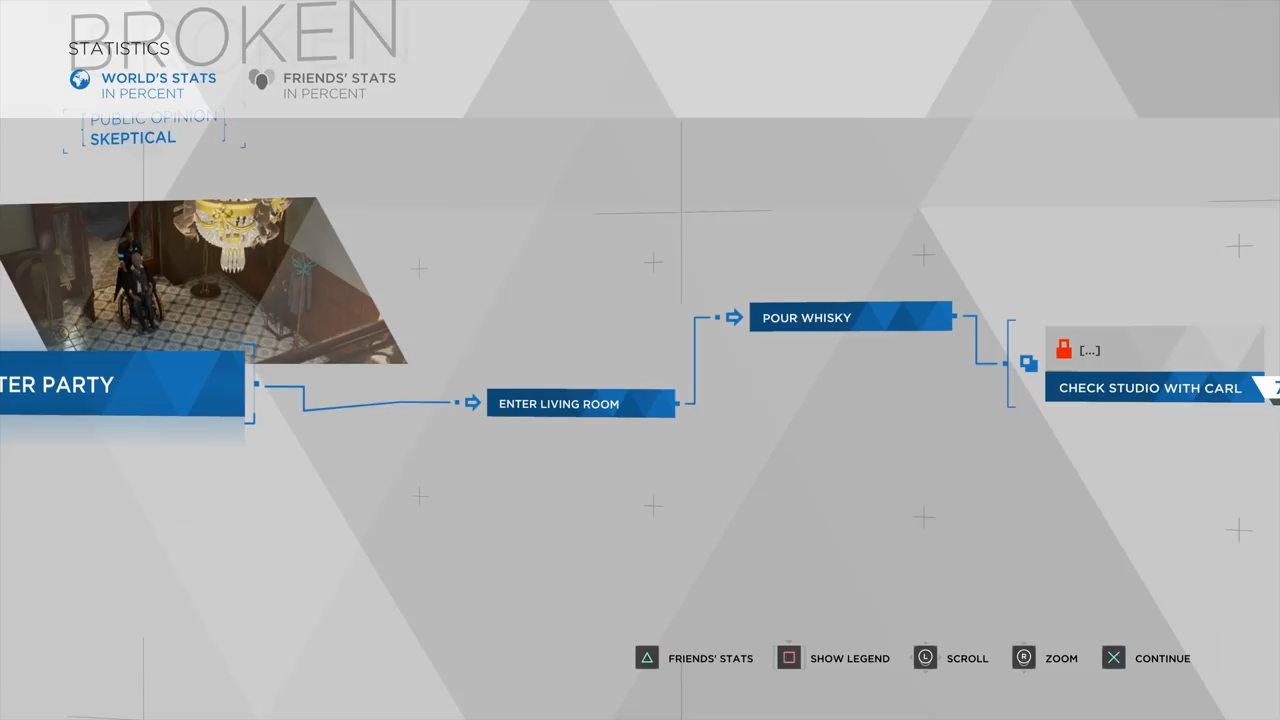 BROKEN
STATISTICS
WORLD'S STATS
IN PERCENT
FRIENDS' STATS
IN PERCENT
PUBLIC OPINION
SKEPTICAL
TER PARTY
ENTER LIVING ROOM
POUR WHISKY
[...]
CHECK STUDIO WITH CARL
7
FRIENDS' STATS
SHOW LEGEND
L
SCROLL
R
ZOOM
CONTINUE